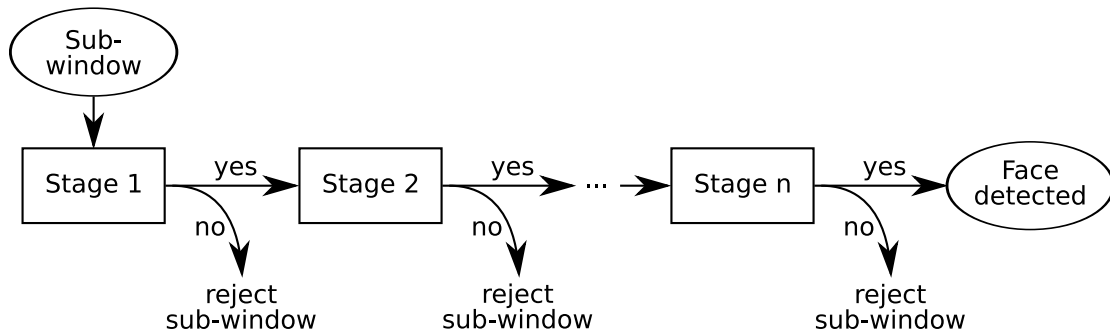 Sub-
window
Stage 1
yes
no
reject
sub-window
Stage 2
yes
no
reject
sub-window
...
Stage n
yes
no
reject
sub-window
Face
detected